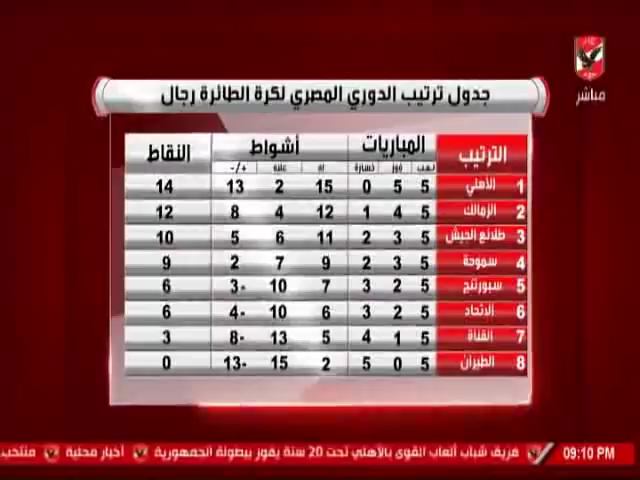 مباشر
جدول ترتيب الدوري المصري لكرة الطائرة رجال
الترتيب المباريات أشواط النقاط
لعب فوز خسارة له عليه +/-
1 الأهلي 5 5 0 15 2 13 14
2 الزمالك 5 4 1 12 4 8 12
3 طلائع الجيش 5 3 2 11 6 5 10
4 سموحة 5 3 2 9 7 2 9
5 سبورتنج 5 2 3 7 10 -3 6
6 الاتحاد 5 2 3 6 10 -4 6
7 القناة 5 1 4 5 13 -8 3
8 الطيران 5 0 5 2 15 -13 0
فريق شباب ألعاب القوى بالأهلي تحت 20 سنة يفوز ببطولة الجمهورية أخبار محلية منتخب
09:10 PM